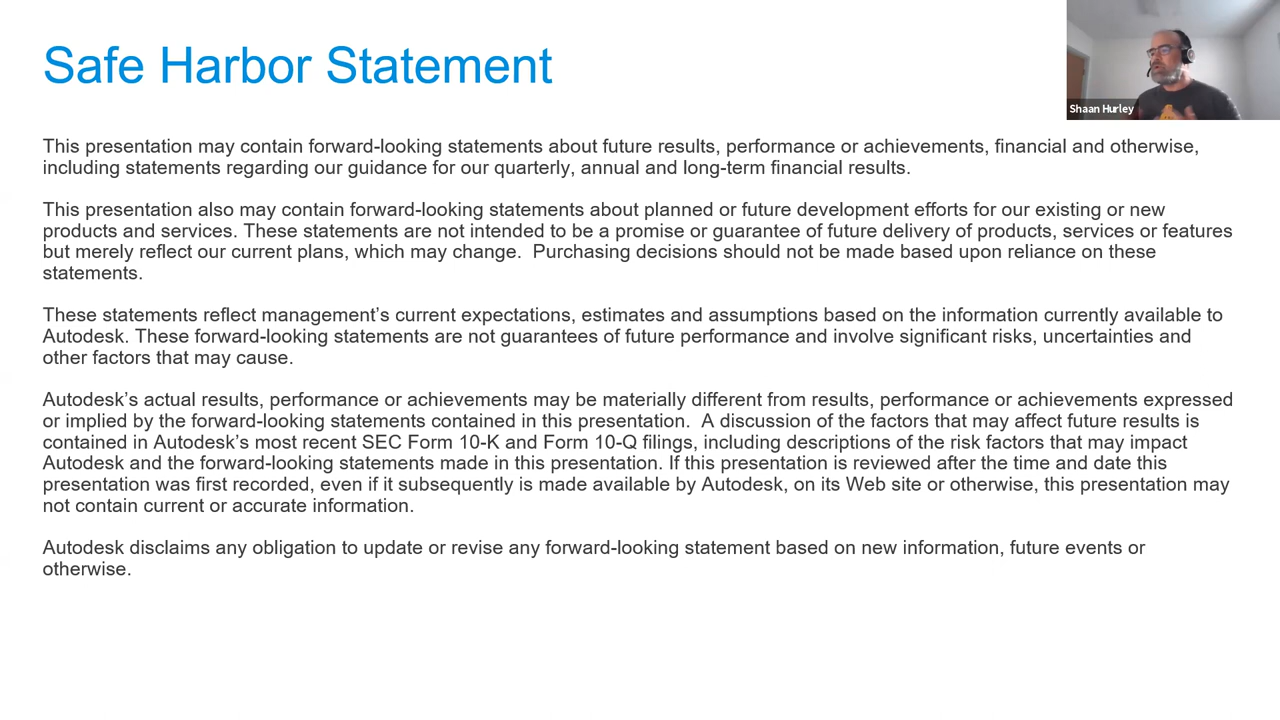 Safe Harbor Statement
Shaan Hurley
This presentation may contain forward-looking statements about future results, performance or achievements, financial and otherwise,
including statements regarding our guidance for our quarterly, annual and long-term financial results.
This presentation also may contain forward-looking statements about planned or future development efforts for our existing or new
products and services. These statements are not intended to be a promise or guarantee of future delivery of products, services or features
but merely reflect our current plans, which may change.  Purchasing decisions should not be made based upon reliance on these
statements.
These statements reflect management’s current expectations, estimates and assumptions based on the information currently available to
Autodesk. These forward-looking statements are not guarantees of future performance and involve significant risks, uncertainties and
other factors that may cause.
Autodesk’s actual results, performance or achievements may be materially different from results, performance or achievements expressed
or implied by the forward-looking statements contained in this presentation.  A discussion of the factors that may affect future results is
contained in Autodesk’s most recent SEC Form 10-K and Form 10-Q filings, including descriptions of the risk factors that may impact
Autodesk and the forward-looking statements made in this presentation. If this presentation is reviewed after the time and date this
presentation was first recorded, even if it subsequently is made available by Autodesk, on its Web site or otherwise, this presentation may
not contain current or accurate information.
Autodesk disclaims any obligation to update or revise any forward-looking statement based on new information, future events or
otherwise.